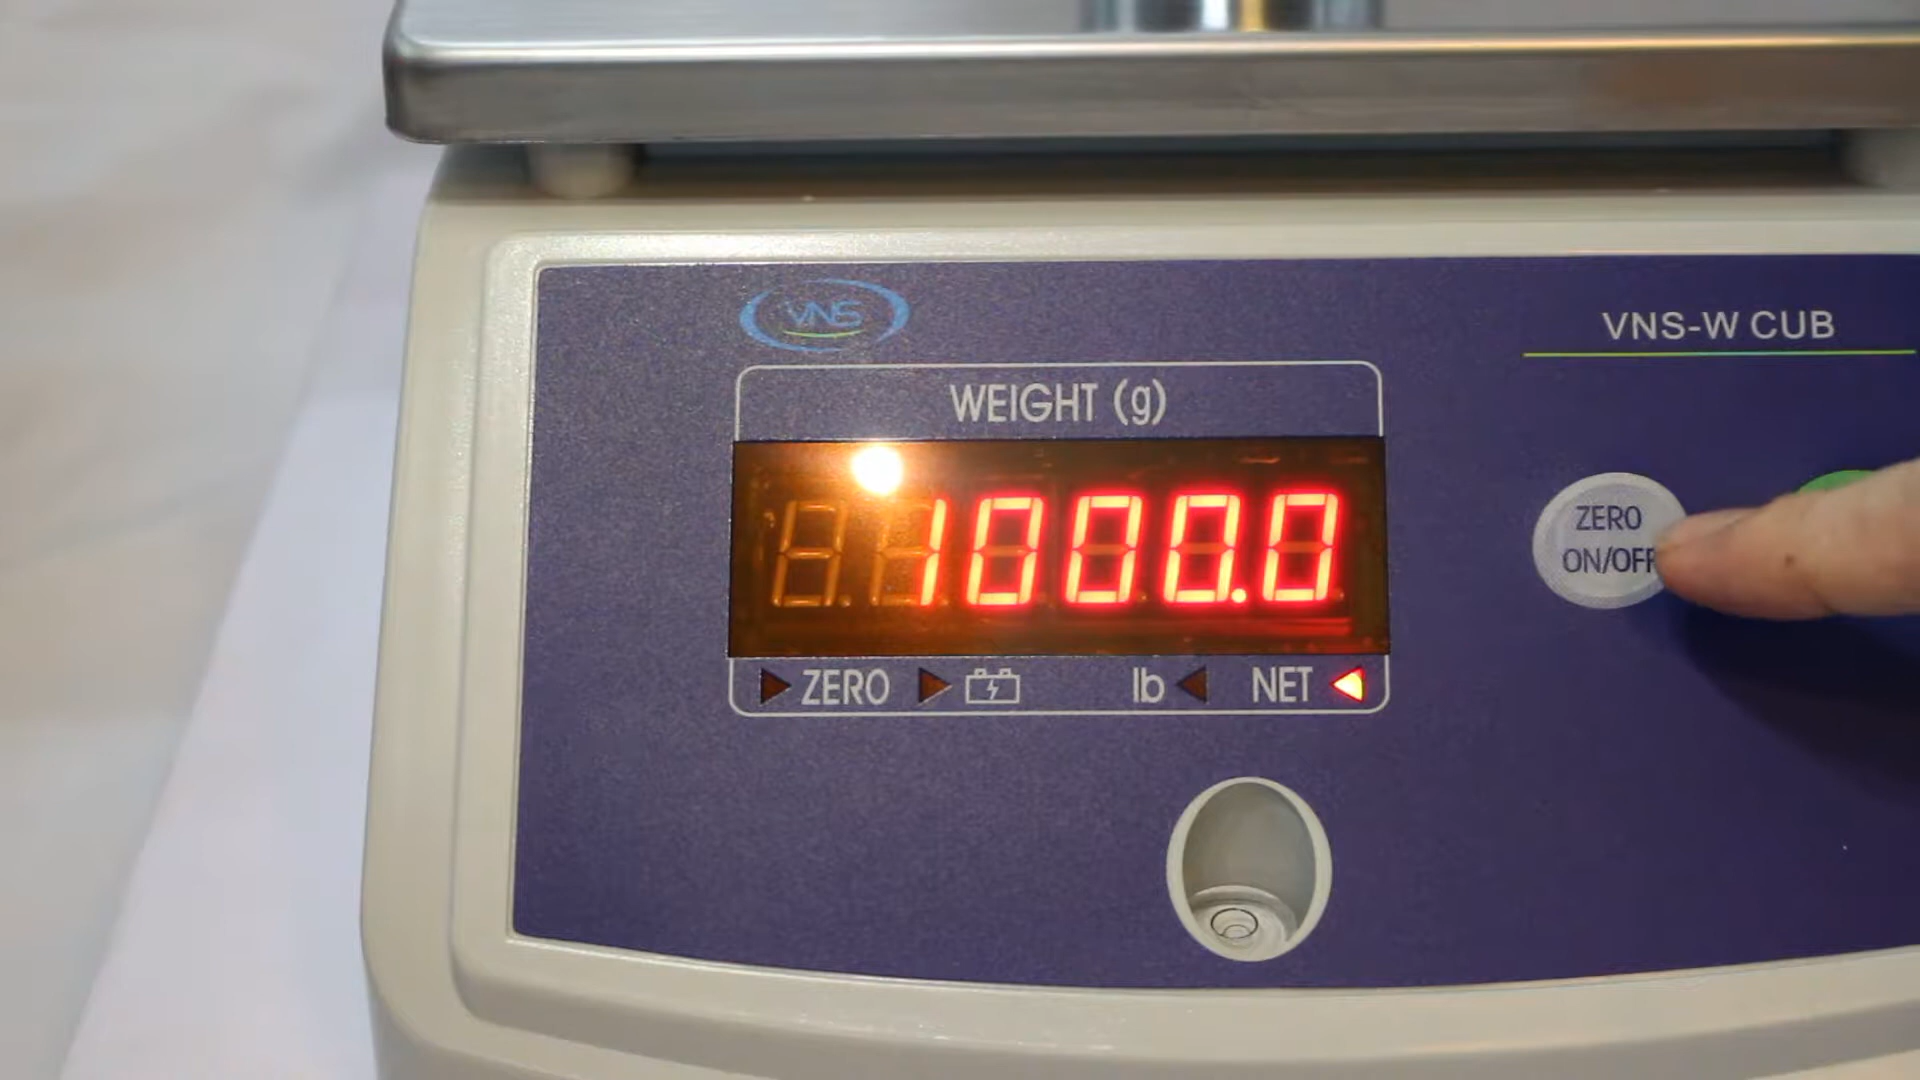 VNS
VNS-W CUB
WEIGHT (g)
1000.0
ZERO
ON/OFF
ZERO lb NET